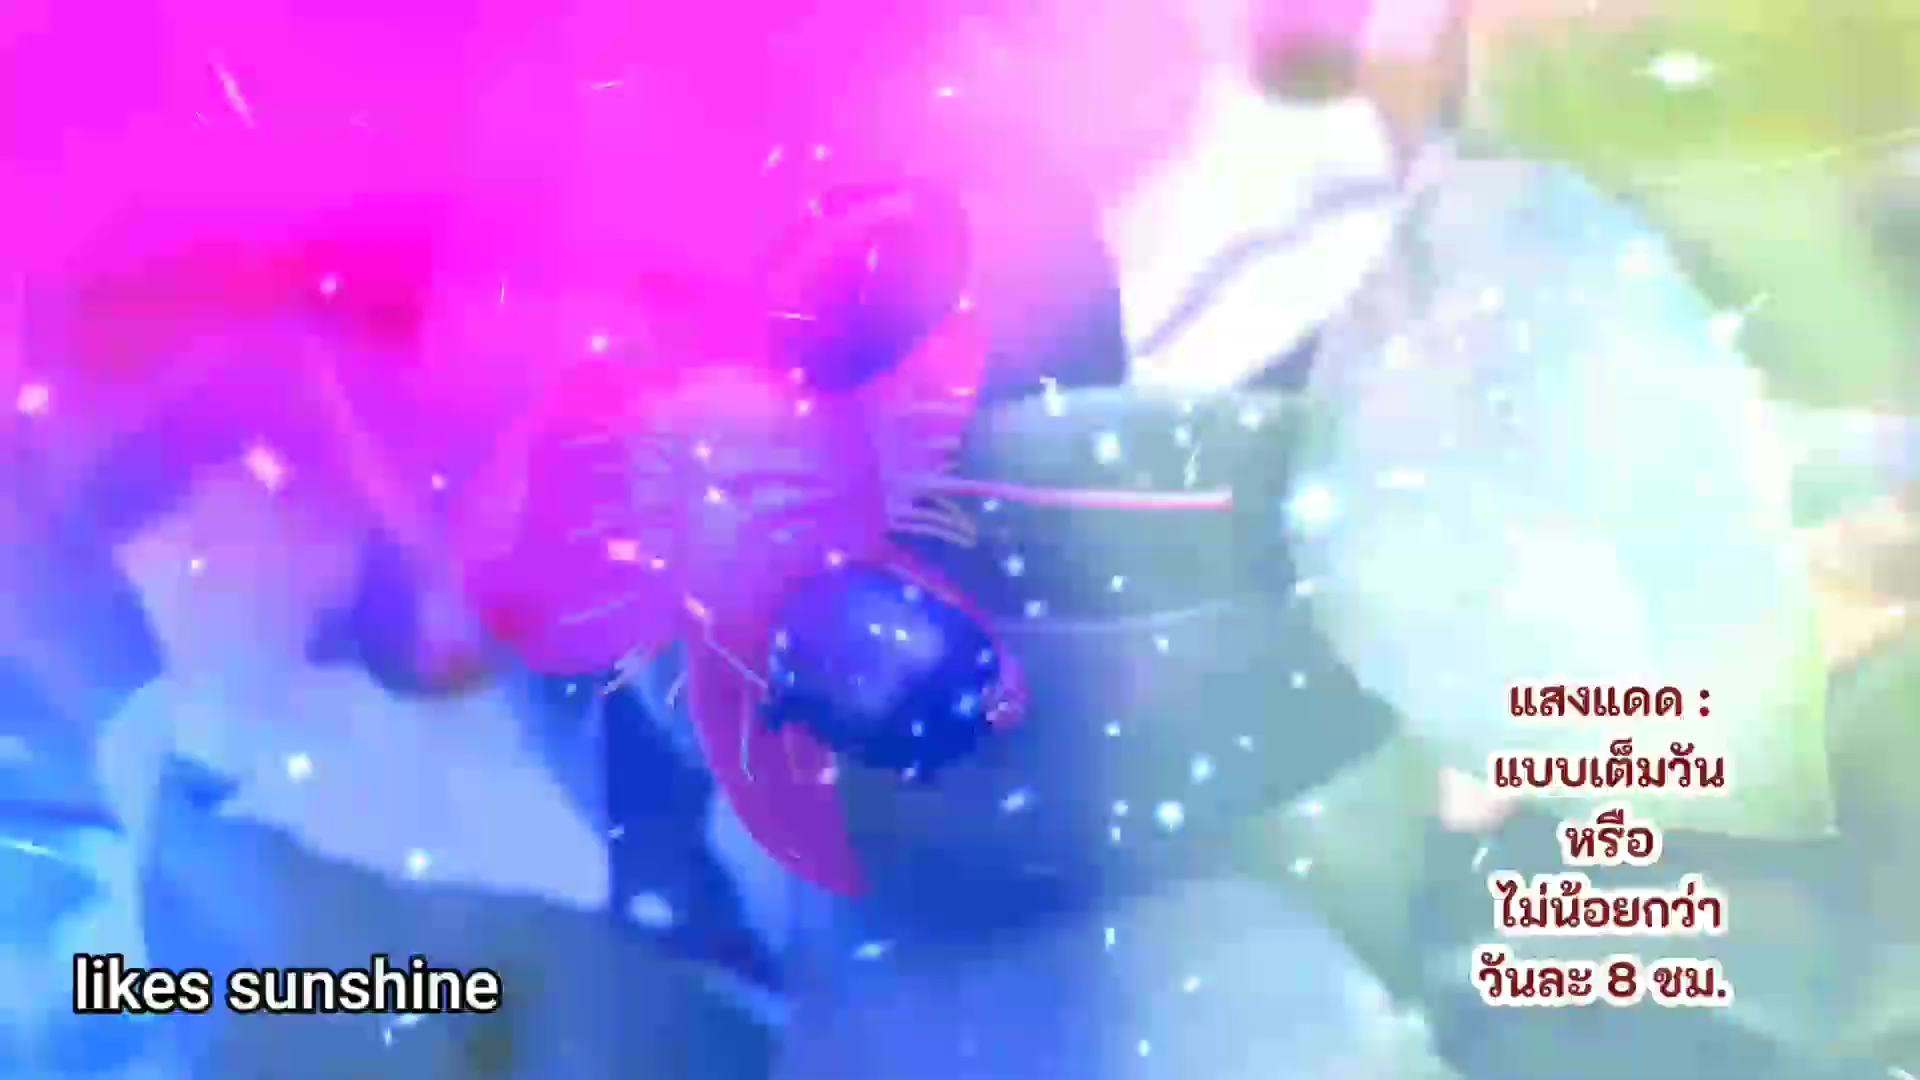 แสงแดด :
แบบเต็มวัน
หรือ
ไม่น้อยกว่า
วันละ 8 ชม.
likes sunshine